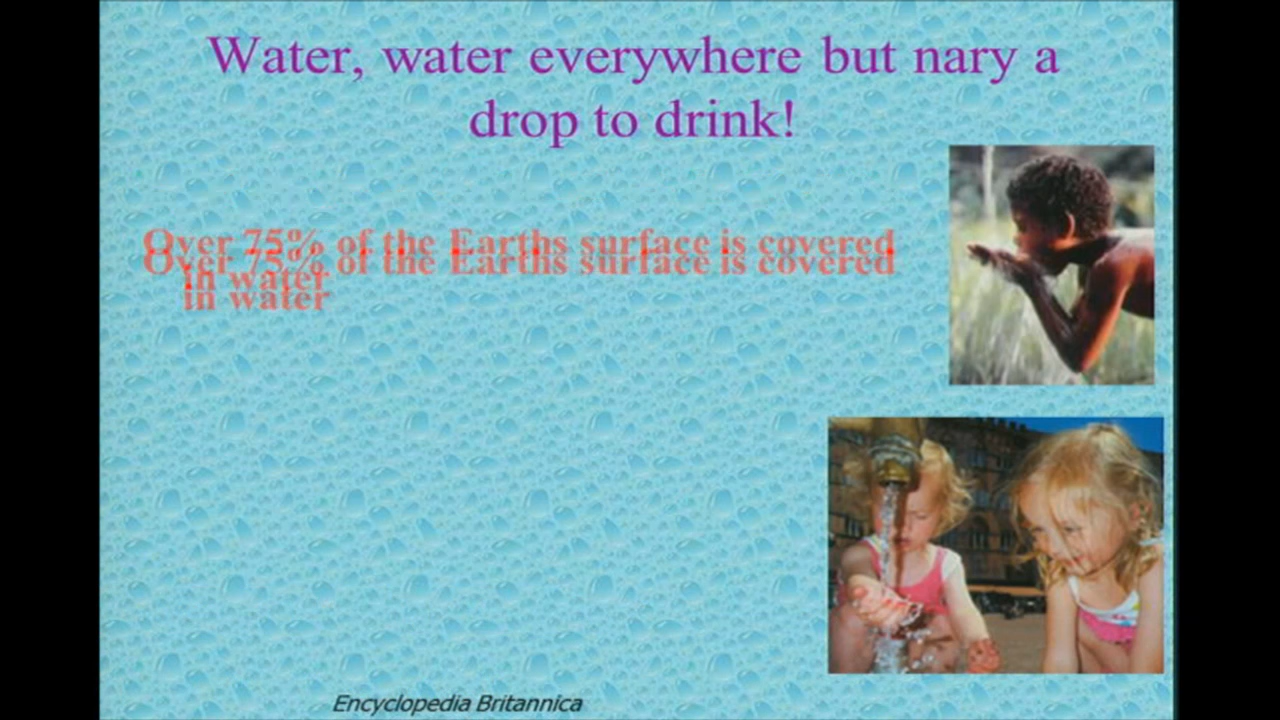 Water, water everywhere but nary a
drop to drink!
Over 75% of the Earths surface is covered
in water
Encyclopedia Britannica